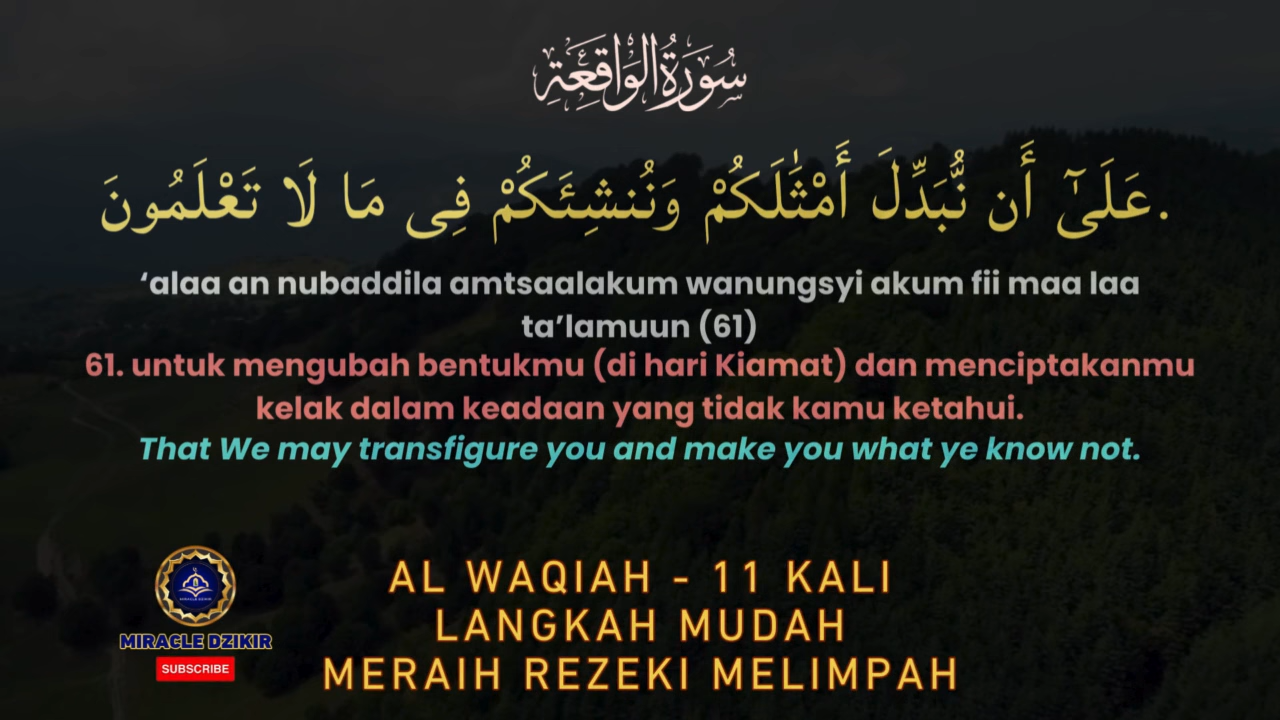 سُورَةُ الوَاقِعَةِ
عَلَىٰٓ أَن نُّبَدِّلَ أَمْثَٰلَكُمْ وَنُنشِئَكُمْ فِى مَا لَا تَعْلَمُونَ.
‘alaa an nubaddila amtsaalakum wanungsyi akum fii maa laa
ta’lamuun (61)
61. untuk mengubah bentukmu (di hari Kiamat) dan menciptakanmu
kelak dalam keadaan yang tidak kamu ketahui.
That We may transfigure you and make you what ye know not.
MIRACLE DZIKIR
MIRACLE DZIKIR
SUBSCRIBE
AL WAQIAH - 11 KALI
LANGKAH MUDAH
MERAIH REZEKI MELIMPAH